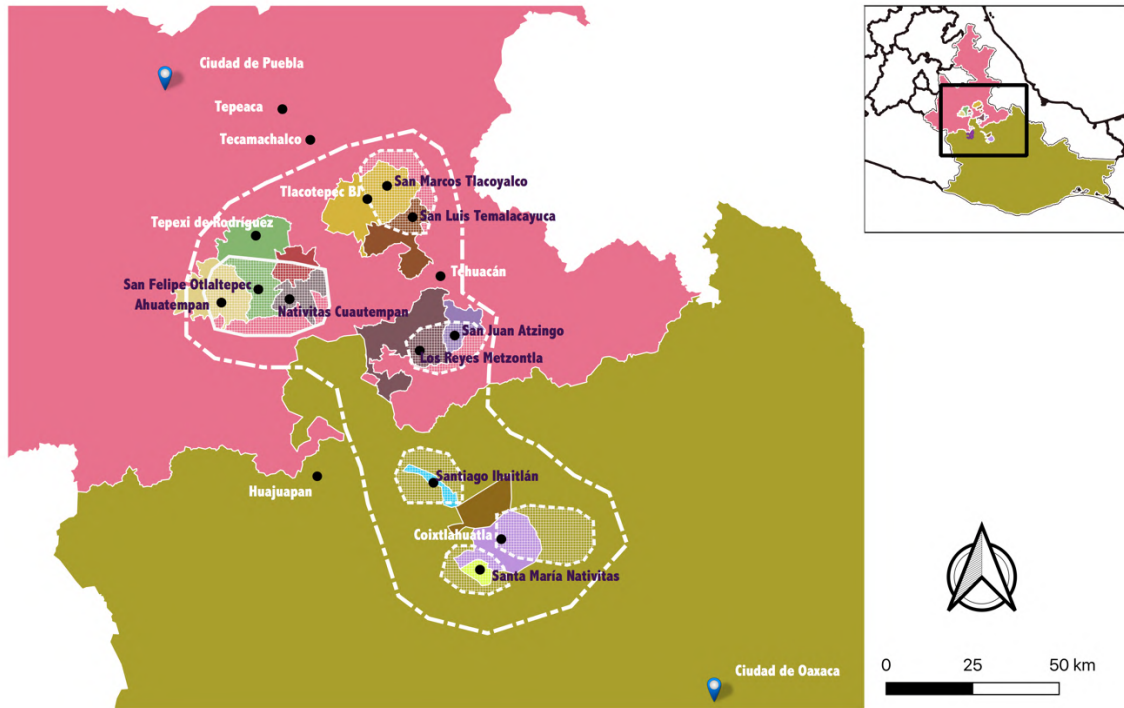 Ciudad de Puebla
Tepeaca
Tecamachalco
San Marcos Tlacoyalco
Tlacotepec BJ
San Luis Temalacayuca
Tepexi de Rodríguez
Tehuacán
San Felipe Otlaltepec
Ahuatempan
Nativitas Cuautempan
San Juan Atzingo
Los Reyes Metzontla
Santiago Ihuitlán
Huajuapan
Coixtlahuatla
Santa María Nativitas
Ciudad de Oaxaca
0 25 50 km